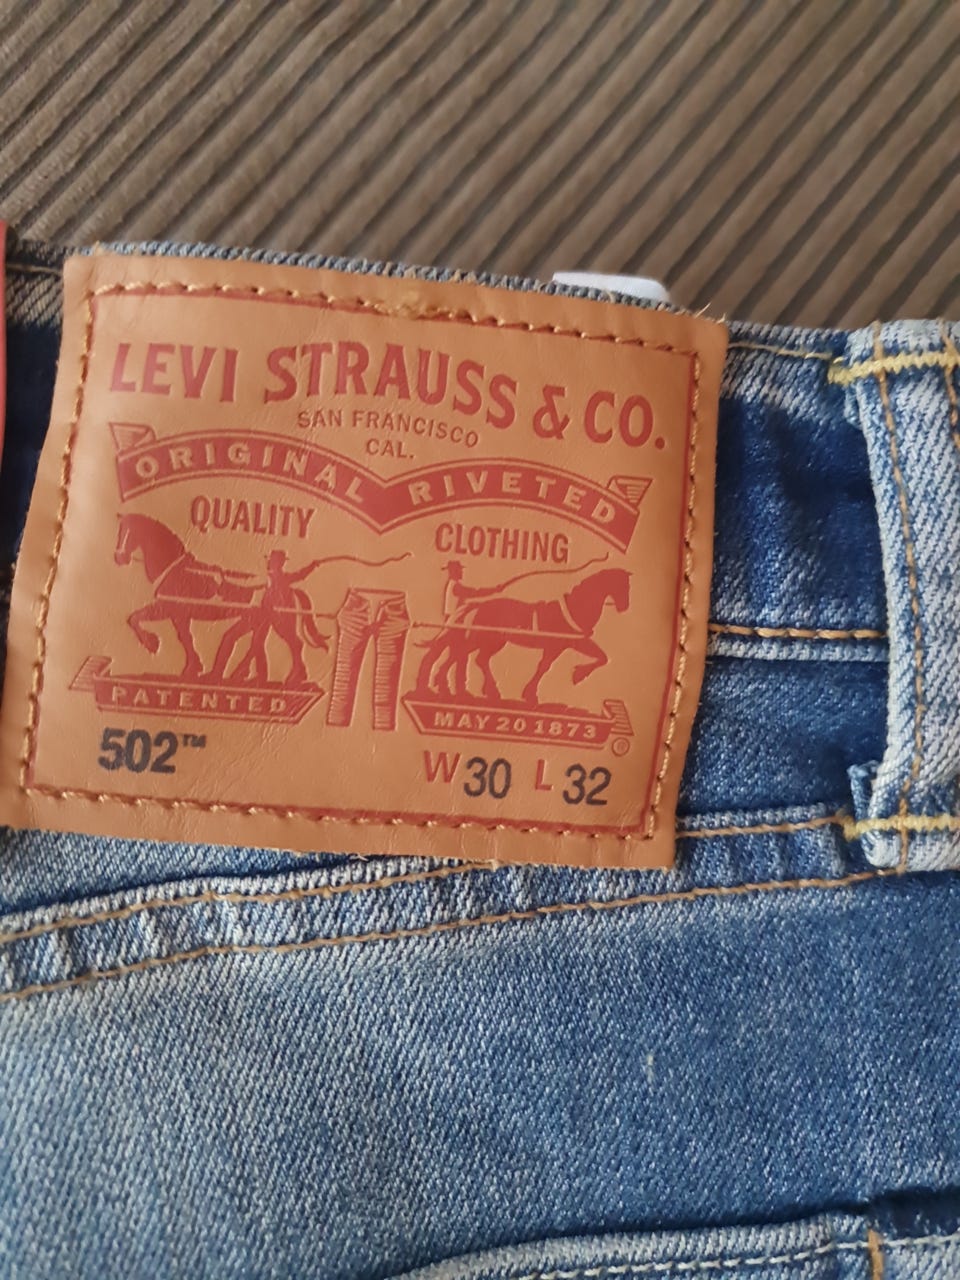 LEVI STRAUSS & CO.
SAN FRANCISCO
CAL.
ORIGINAL RIVETED
QUALITY CLOTHING
PATENTED MAY 20 1873 ®
502™ W 30 L 32